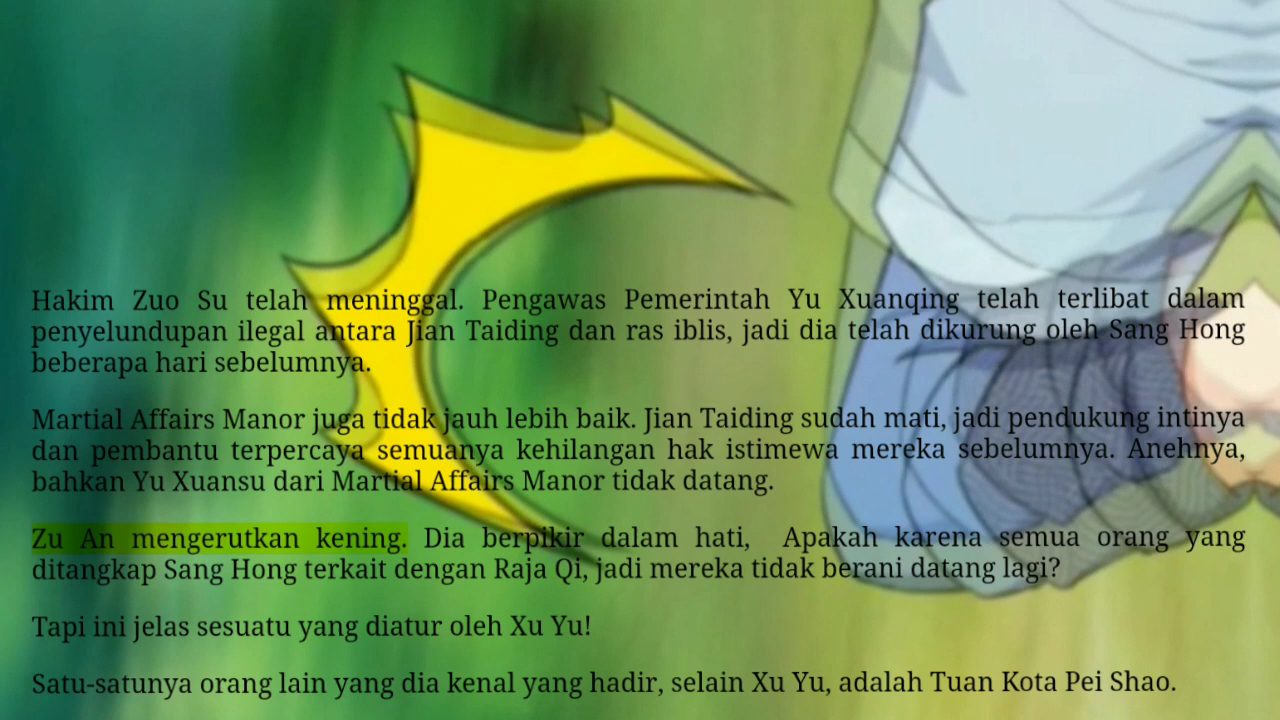 Hakim Zuo Su telah meninggal. Pengawas Pemerintah Yu Xuanqing telah terlibat dalam
penyelundupan ilegal antara Jian Taiding dan ras iblis, jadi dia telah dikurung oleh Sang Hong
beberapa hari sebelumnya.
Martial Affairs Manor juga tidak jauh lebih baik. Jian Taiding sudah mati, jadi pendukung intinya
dan pembantu terpercaya semuanya kehilangan hak istimewa mereka sebelumnya. Anehnya,
bahkan Yu Xuansu dari Martial Affairs Manor tidak datang.
Zu An mengerutkan kening. Dia berpikir dalam hati, Apakah karena semua orang yang
ditangkap Sang Hong terkait dengan Raja Qi, jadi mereka tidak berani datang lagi?
Tapi ini jelas sesuatu yang diatur oleh Xu Yu!
Satu-satunya orang lain yang dia kenal yang hadir, selain Xu Yu, adalah Tuan Kota Pei Shao.